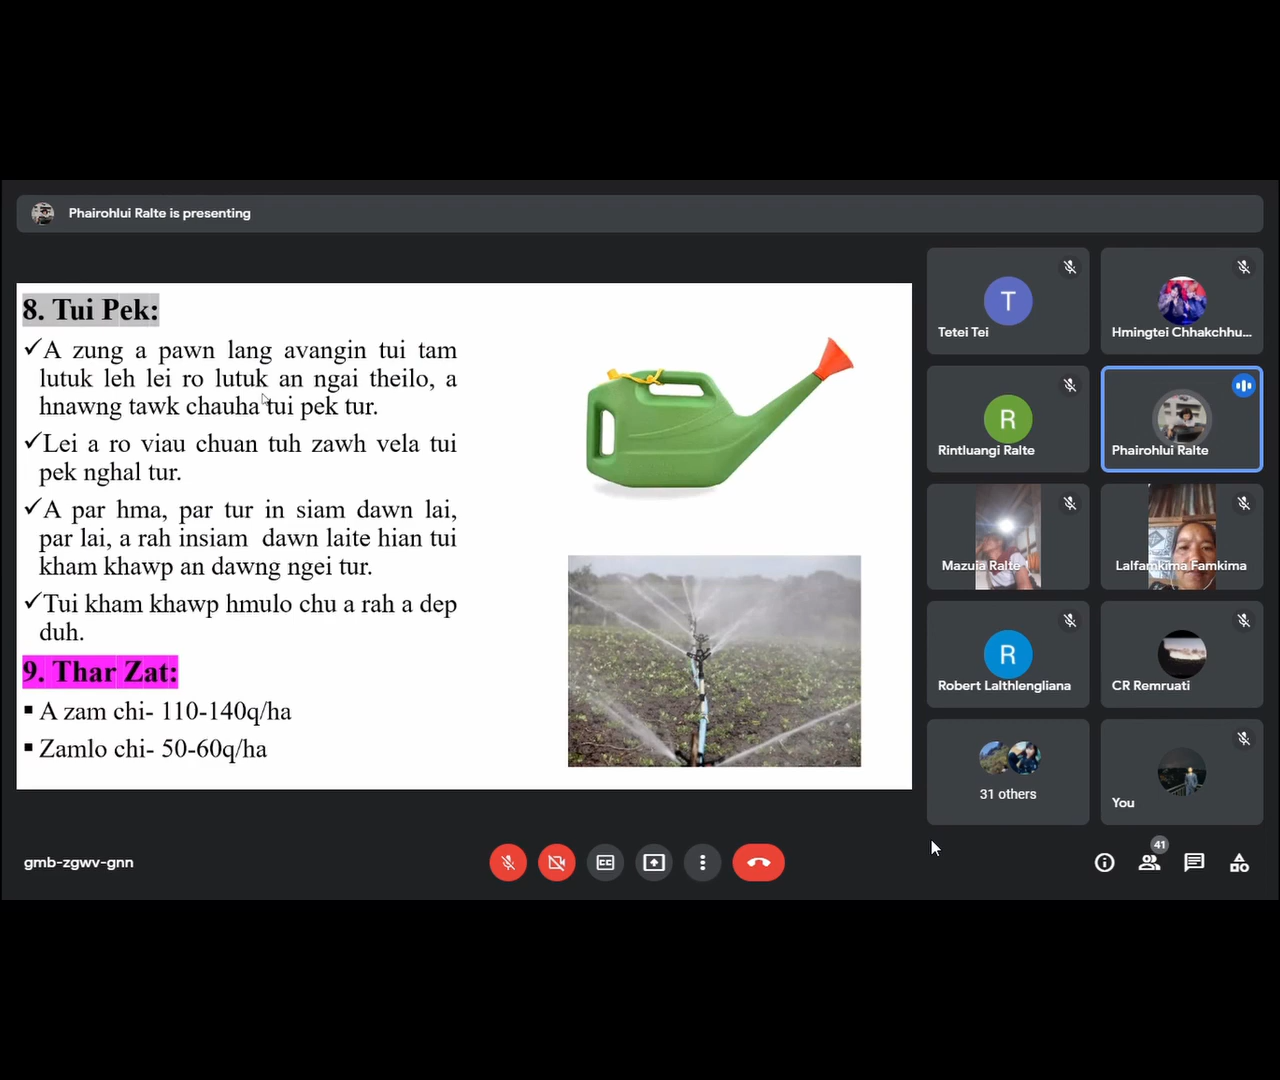 Phairohlui Ralte is presenting
8. Tui Pek:
✓A zung a pawn lang avangin tui tam
lutuk leh lei ro lutuk an ngai theilo, a
hnawng tawk chauha tui pek tur.
✓Lei a ro viau chuan tuh zawh vela tui
pek nghal tur.
✓A par hma, par tur in siam dawn lai,
par lai, a rah insiam dawn laite hian tui
kham khawp an dawng ngei tur.
✓Tui kham khawp hmulo chu a rah a dep
duh.
9. Thar Zat:
▪ A zam chi- 110-140q/ha
▪ Zamlo chi- 50-60q/ha
T
Tetei Tei
Hmingtei Chhakchhu...
R
Rintluangi Ralte
Phairohlui Ralte
Mazuia Ralte
Lalfamkima Famkima
R
Robert Lalthlengliana
CR Remruati
31 others
You
gmb-zgwv-gnn
CC
41